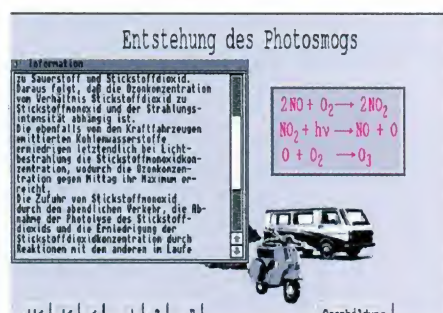 Entstehung des Photosmogs
Information
zu Sauerstoff und Stickstoffdioxid.
Daraus folgt, daß die Ozonkonzentration
vom Verhältnis Stickstoffdioxid zu
Stickstoffmonoxid und der Strahlungs-
intensität abhängig ist.
Die ebenfalls von den Kraftfahrzeugen
emittierten Kohlenwasserstoffe
erniedrigen letztendlich bei Licht-
bestrahlung die Stickstoffmonoxidkon-
zentration, wodurch die Ozonkonzen-
tration gegen Mittag ihr Maximum er-
reicht.
Die Zufuhr von Stickstoffmonoxid
durch den abendlichen Verkehr, die Ab-
nahme der Photolyse des Stickstoff-
dioxids und die Erniedrigung der
Stickstoffdioxidkonzentration durch
Reaktionen mit den anderen im Laufe
2NO + O₂ → 2NO₂
NO₂ + hν → NO + O
O + O₂ → O₃